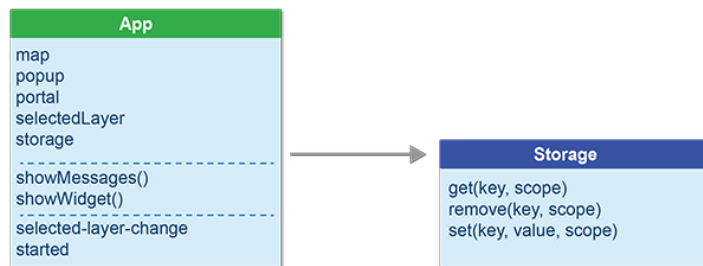 App
map
popup
portal
selectedLayer
storage
showMessages()
showWidget()
selected-layer-change
started
Storage
get(key, scope)
remove(key, scope)
set(key, value, scope)